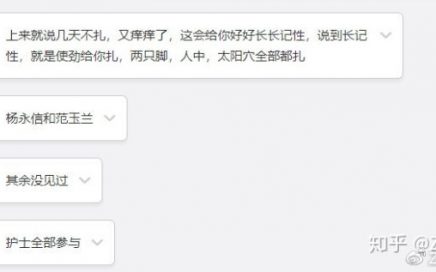 上来就说几天不扎，又痒痒了，这会给你好好长长记性，说到长记
性，就是使劲给你扎，两只脚，人中，太阳穴全部都扎
杨永信和范玉兰
其余没见过
护士全部参与
知乎